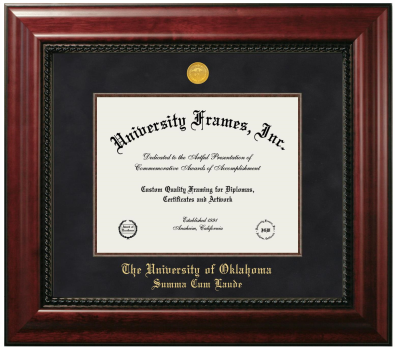 University Frames, Inc.
Dedicated to the Artful Presentation of
Commemorative Awards of Accomplishment
Custom Quality Framing for Diplomas,
Certificates and Artwork
Established 1991
Anaheim, California
The University of Oklahoma
Summa Cum Laude